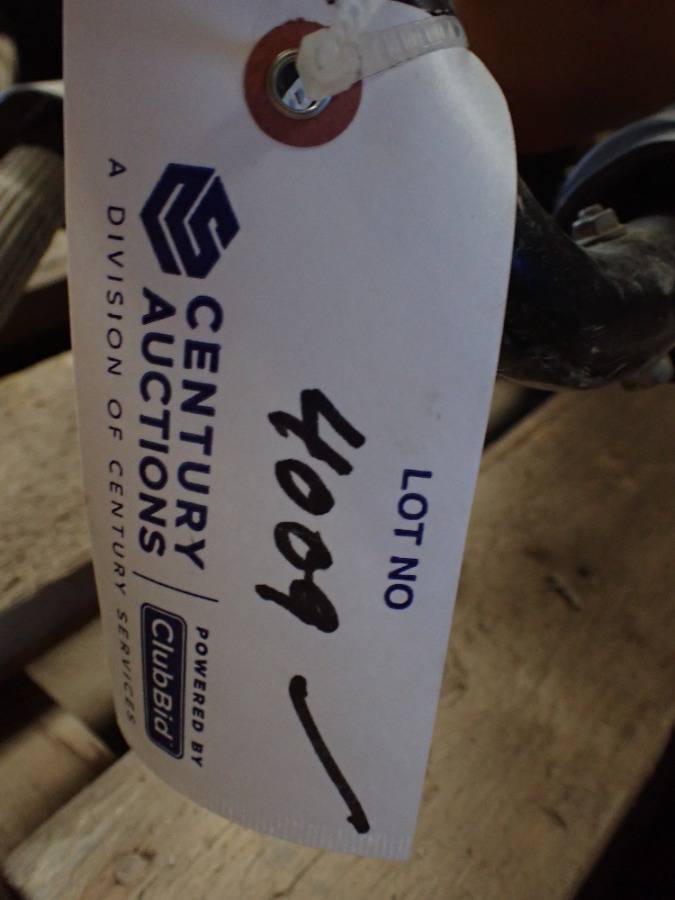 LOT NO
4009
CENTURY
AUCTIONS
POWERED BY
ClubBid
A DIVISION OF CENTURY SERVICES